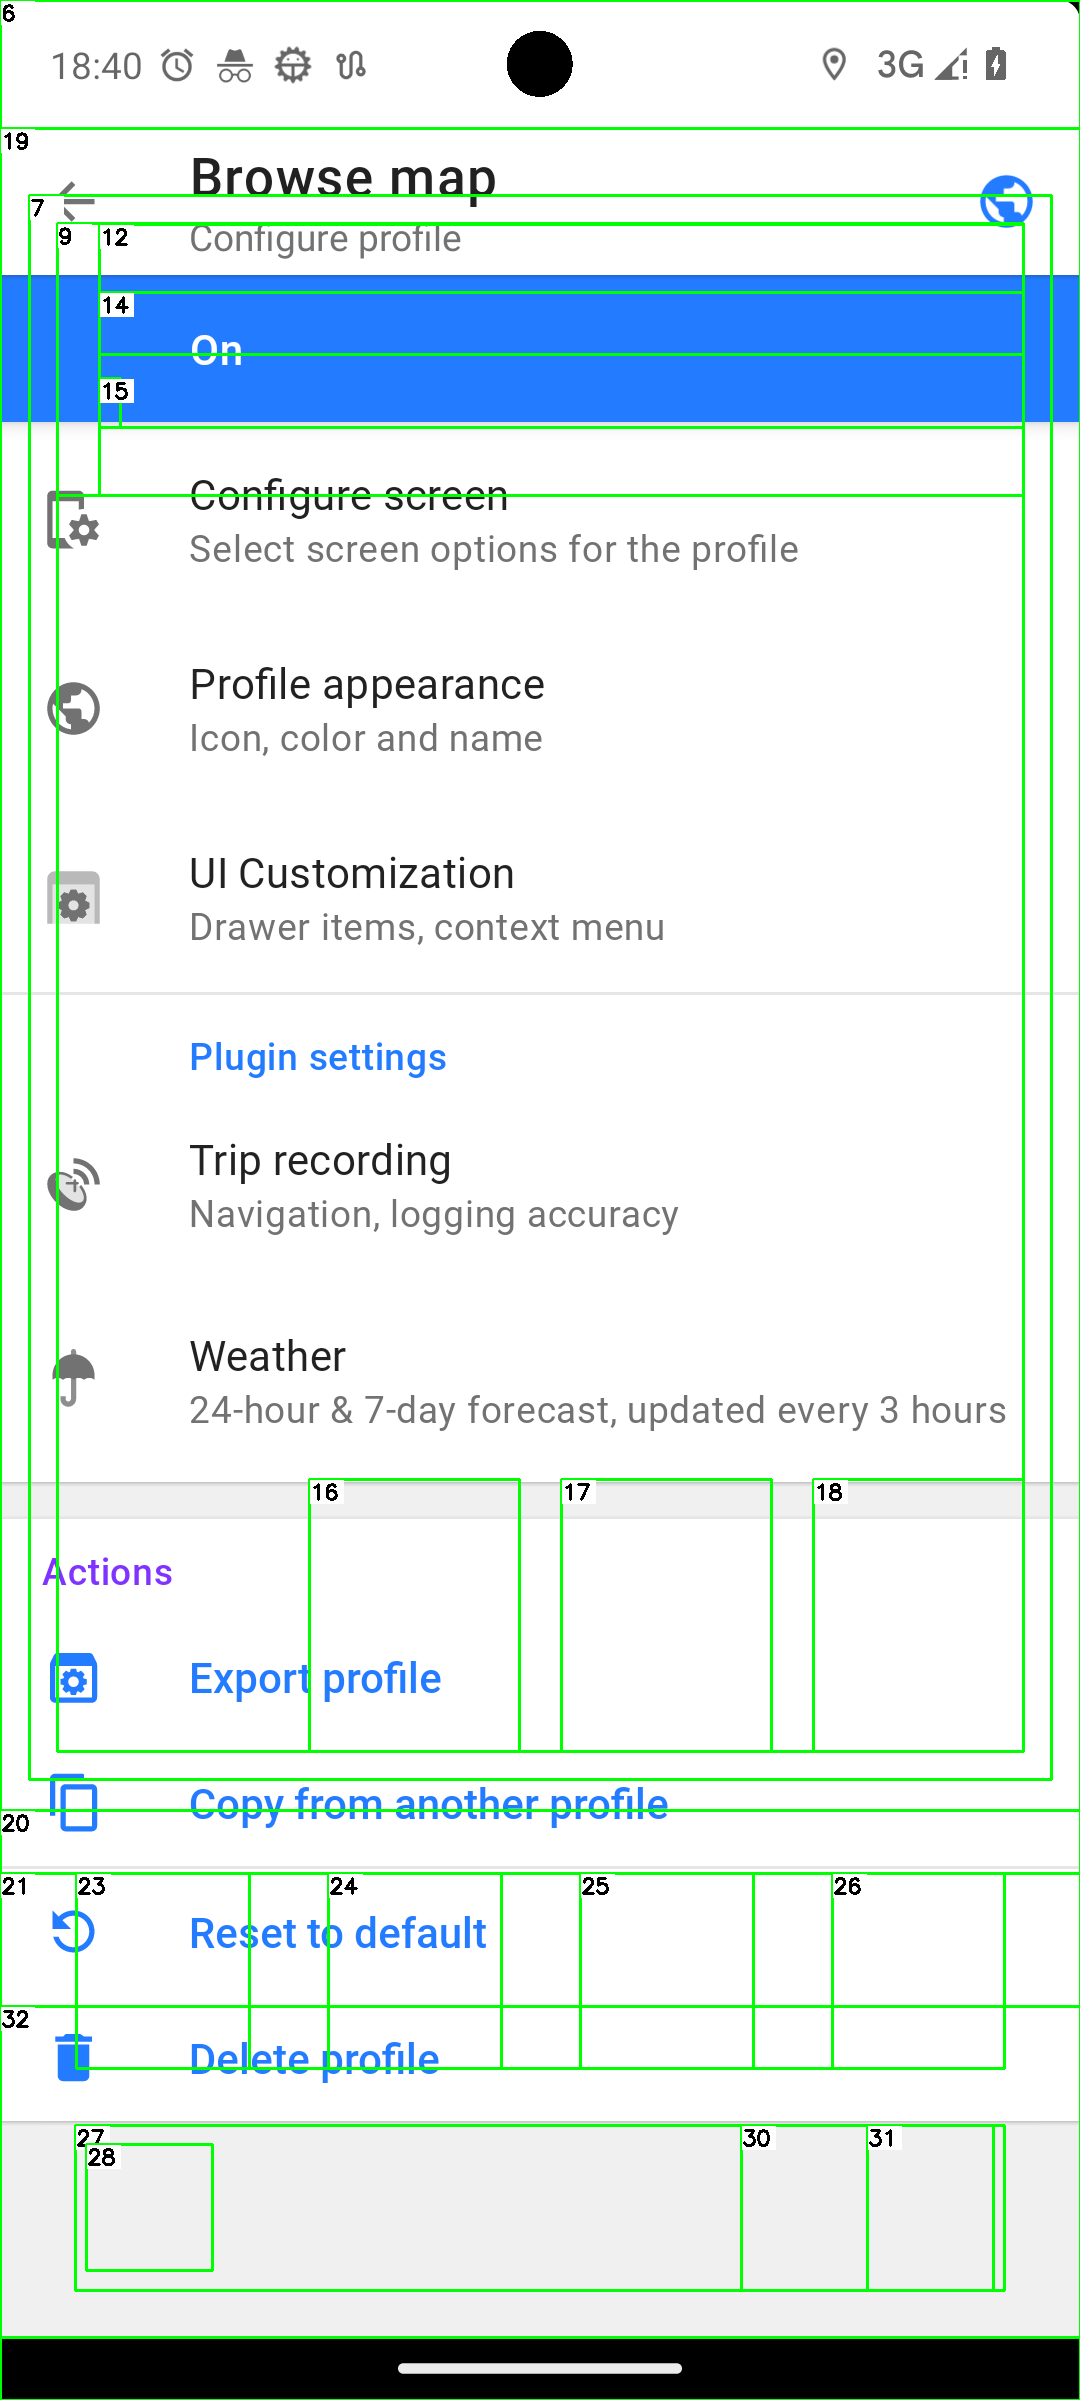 6
18:40
3G
19
Browse map
7
9
12
Configure profile
14
On
15
Configure screen
Select screen options for the profile
Profile appearance
Icon, color and name
UI Customization
Drawer items, context menu
Plugin settings
Trip recording
Navigation, logging accuracy
Weather
24-hour & 7-day forecast, updated every 3 hours
16
17
18
Actions
Export profile
Copy from another profile
20
21
23
24
25
26
Reset to default
32
Delete profile
27
28
30
31